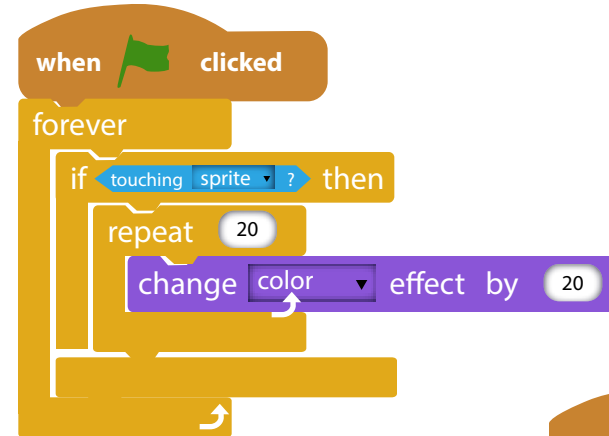 when clicked
forever
if touching sprite ? then
repeat 20
change color effect by 20